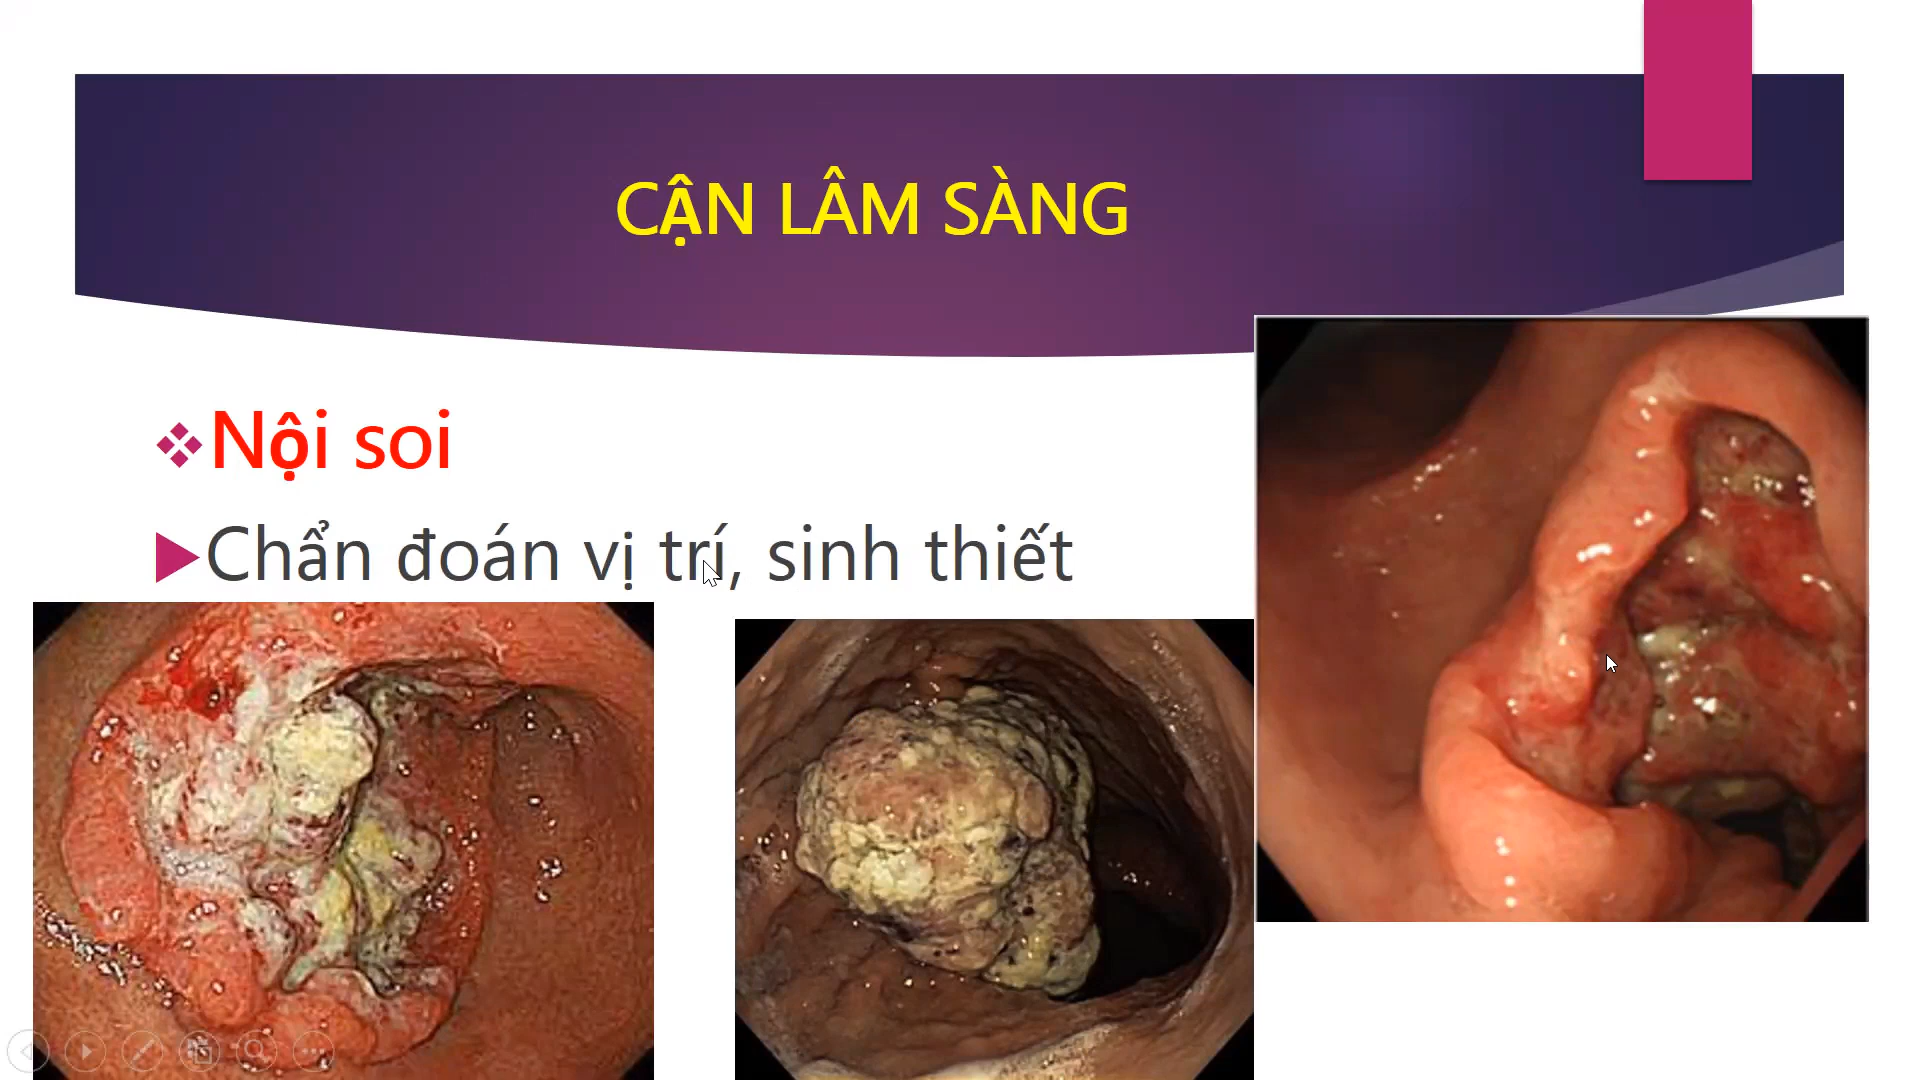 CẬN LÂM SÀNG
Nội soi
Chẩn đoán vị trí, sinh thiết